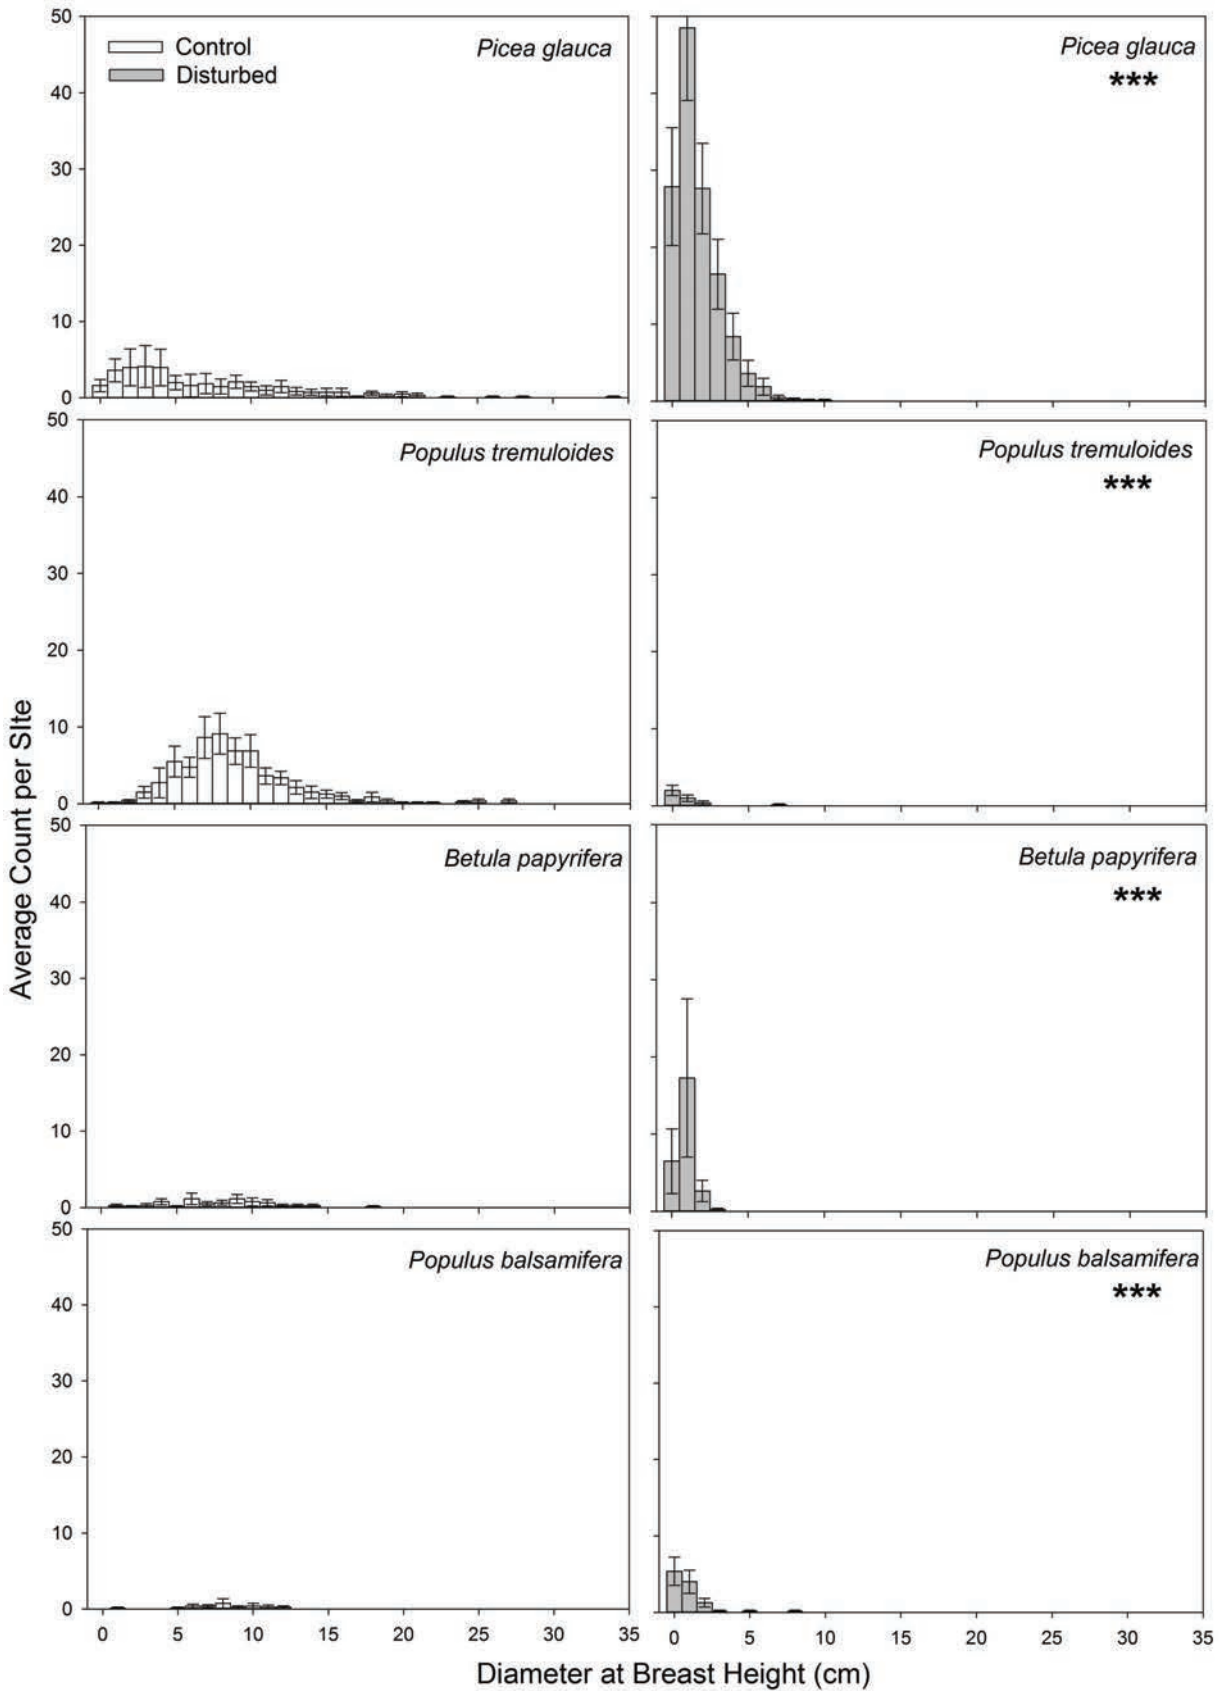 50
40
30
20
10
0
Control
Disturbed
Picea glauca
Picea glauca
***
50
40
30
20
10
0
Populus tremuloides
Populus tremuloides
***
Average Count per SIte
50
40
30
20
10
0
Betula papyrifera
Betula papyrifera
***
50
40
30
20
10
0
Populus balsamifera
Populus balsamifera
***
0 5 10 15 20 25 30 35
0 5 10 15 20 25 30 35
Diameter at Breast Height (cm)